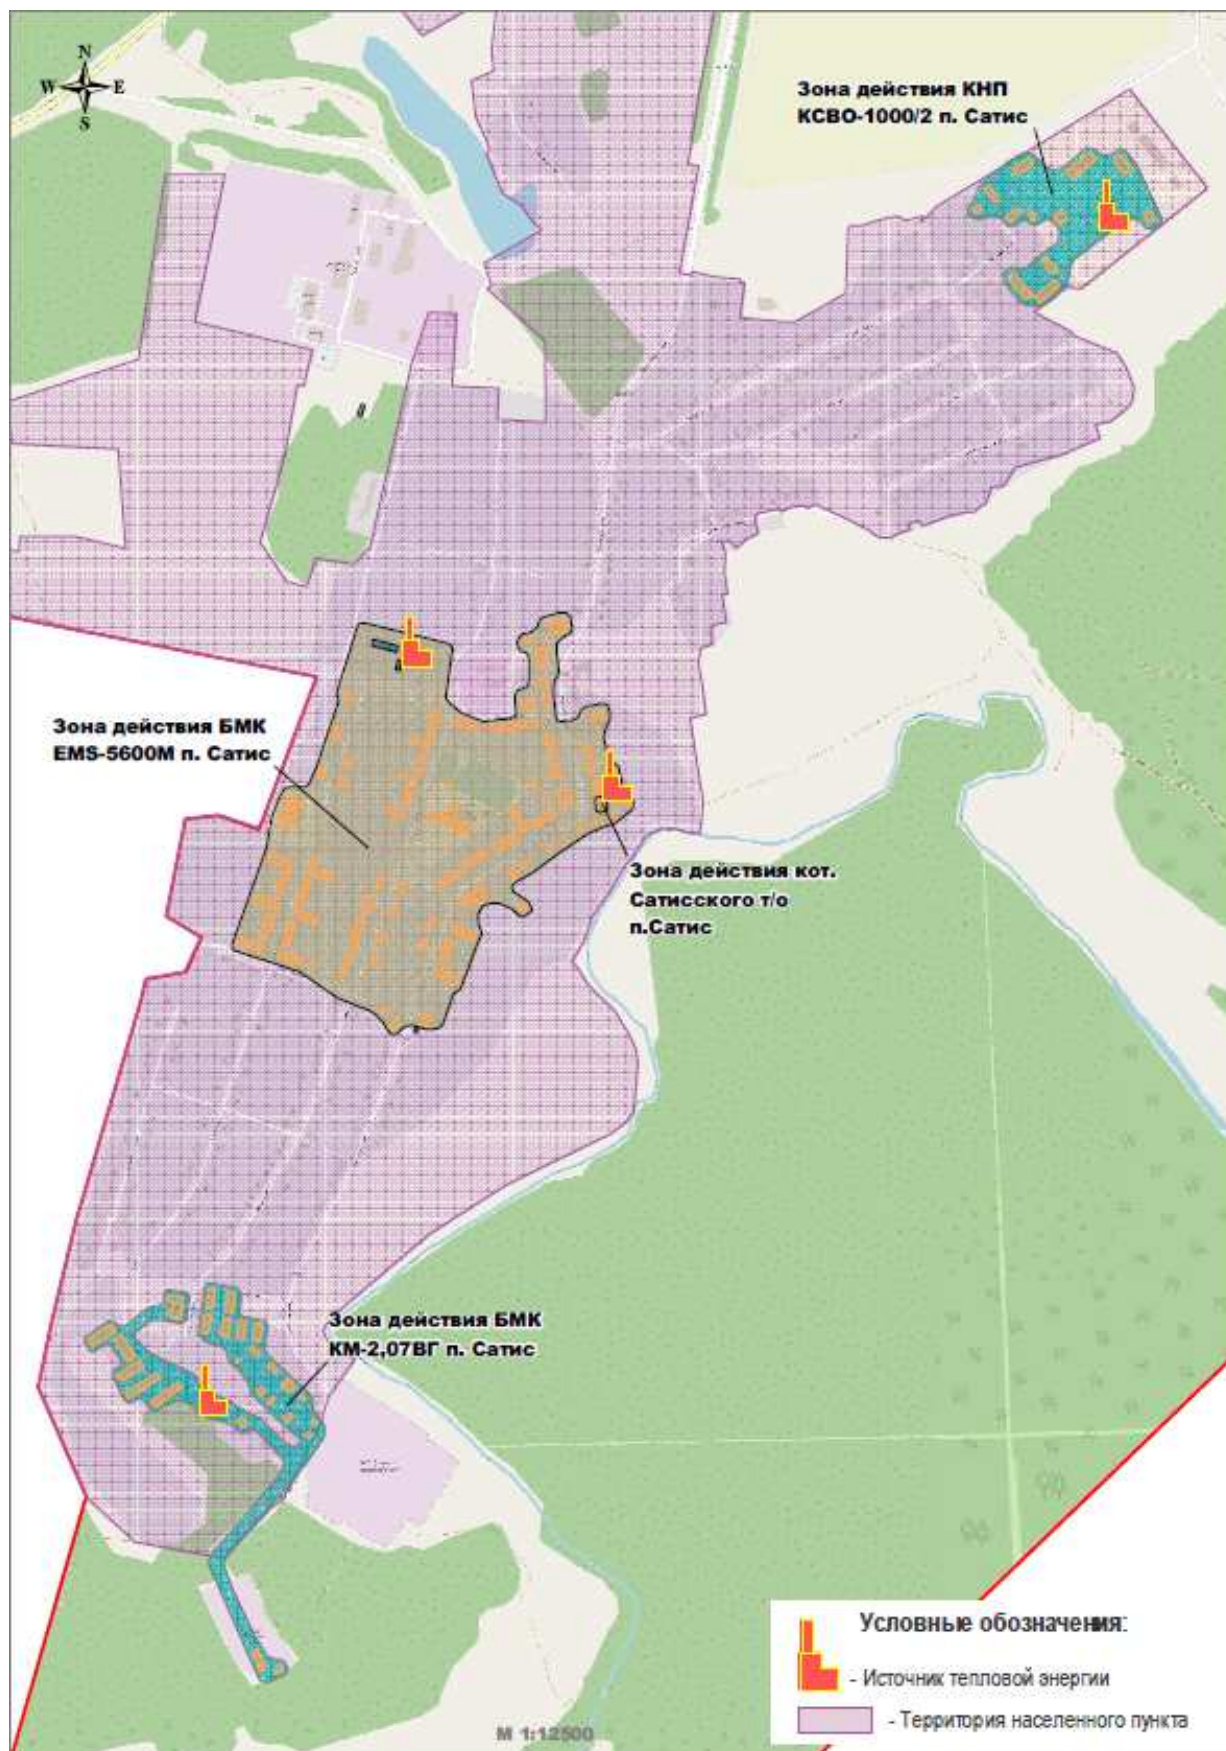 N
W E
S
Зона действия КНП
КСВО-1000/2 п. Сатис
Зона действия БМК
EMS-5600М п. Сатис
Зона действия кот.
Сатисского т/о
п.Сатис
Зона действия БМК
КМ-2,07ВГ п. Сатис
Условные обозначения:
- Источник тепловой энергии
- Территория населенного пункта
М 1:12500